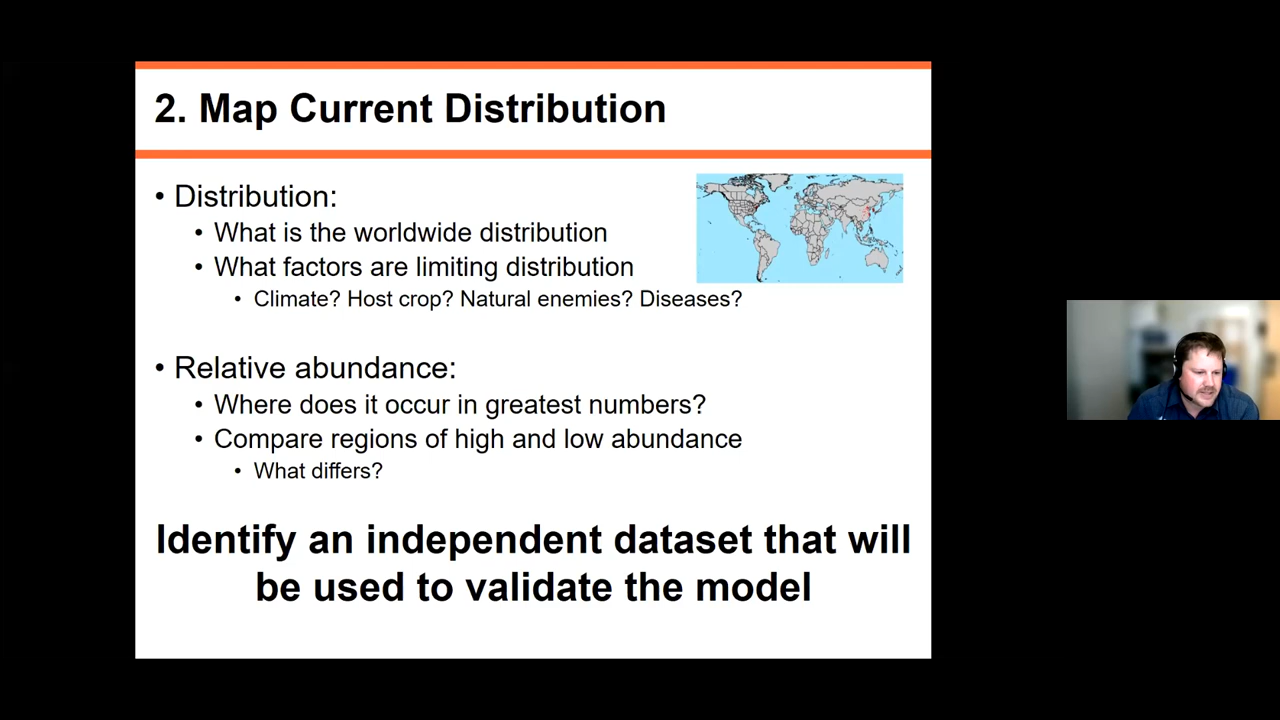 2. Map Current Distribution
• Distribution:
• What is the worldwide distribution
• What factors are limiting distribution
• Climate? Host crop? Natural enemies? Diseases?
• Relative abundance:
• Where does it occur in greatest numbers?
• Compare regions of high and low abundance
• What differs?
Identify an independent dataset that will
be used to validate the model